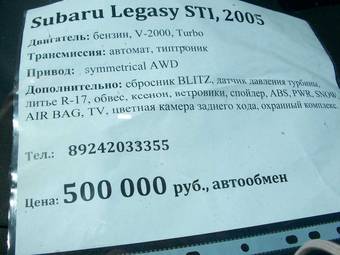 Subaru Legasy STI, 2005
Двигатель: бензин, V-2000, Turbo
Трансмиссия: автомат, типтроник
Привод: symmetrical AWD
Дополнительно: сбросник BLITZ, датчик давления турбины,
литье R-17, обвес, ксенон, ветровики, спойлер, ABS, PWR, SNOW,
AIR BAG, TV, цветная камера заднего хода, охранный комплекс.
Тел.: 89242033355
Цена: 500 000 руб., автообмен